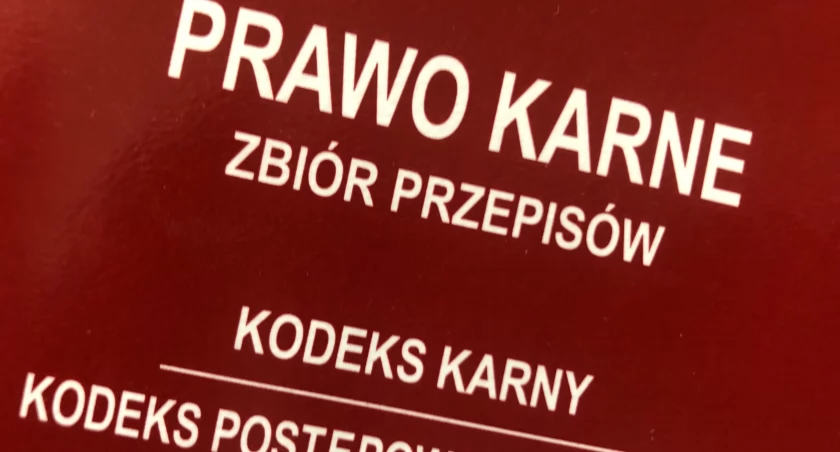 PRAWO KARNE
ZBIÓR PRZEPISÓW
KODEKS KARNY
KODEKS